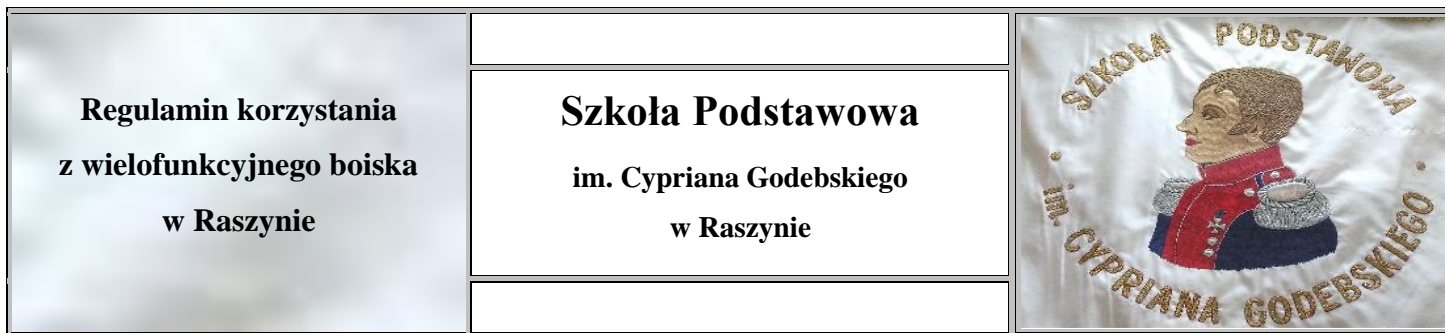 Regulamin korzystania
z wielofunkcyjnego boiska
w Raszynie
Szkoła Podstawowa
im. Cypriana Godebskiego
w Raszynie
SZKOŁA PODSTAWOWA
im. CYPRIANA GODEBSKIEGO